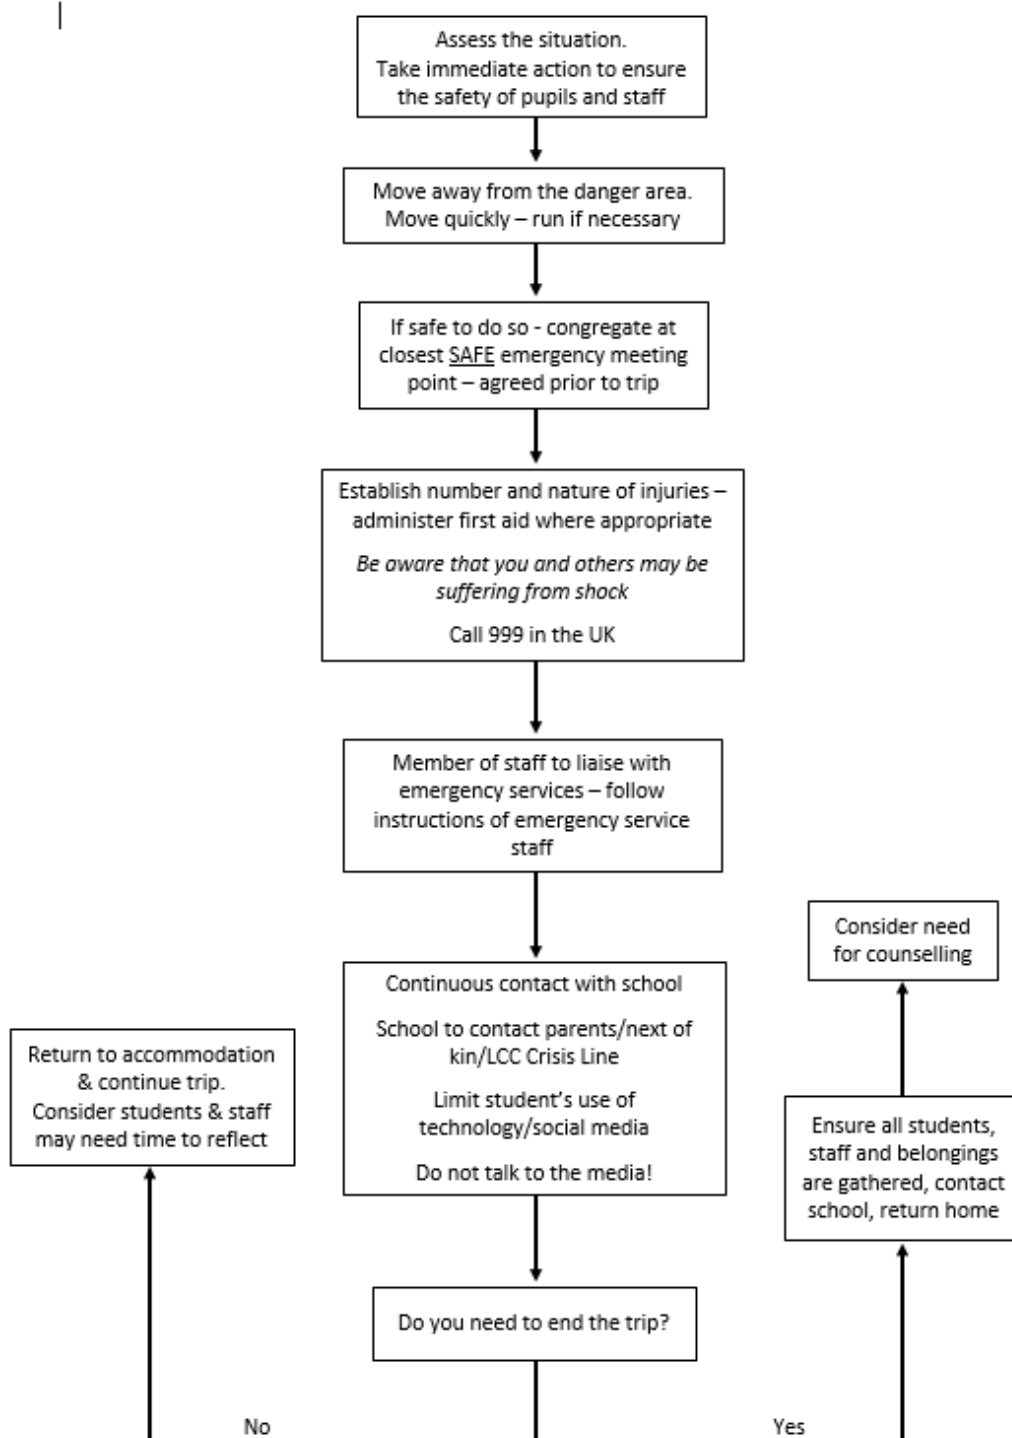 Assess the situation.
Take immediate action to ensure
the safety of pupils and staff
Move away from the danger area.
Move quickly – run if necessary
If safe to do so - congregate at
closest SAFE emergency meeting
point – agreed prior to trip
Establish number and nature of injuries –
administer first aid where appropriate
Be aware that you and others may be
suffering from shock
Call 999 in the UK
Member of staff to liaise with
emergency services – follow
instructions of emergency service
staff
Continuous contact with school
School to contact parents/next of
kin/LCC Crisis Line
Limit student’s use of
technology/social media
Do not talk to the media!
Do you need to end the trip?
No
Return to accommodation
& continue trip.
Consider students & staff
may need time to reflect
Yes
Ensure all students,
staff and belongings
are gathered, contact
school, return home
Consider need
for counselling